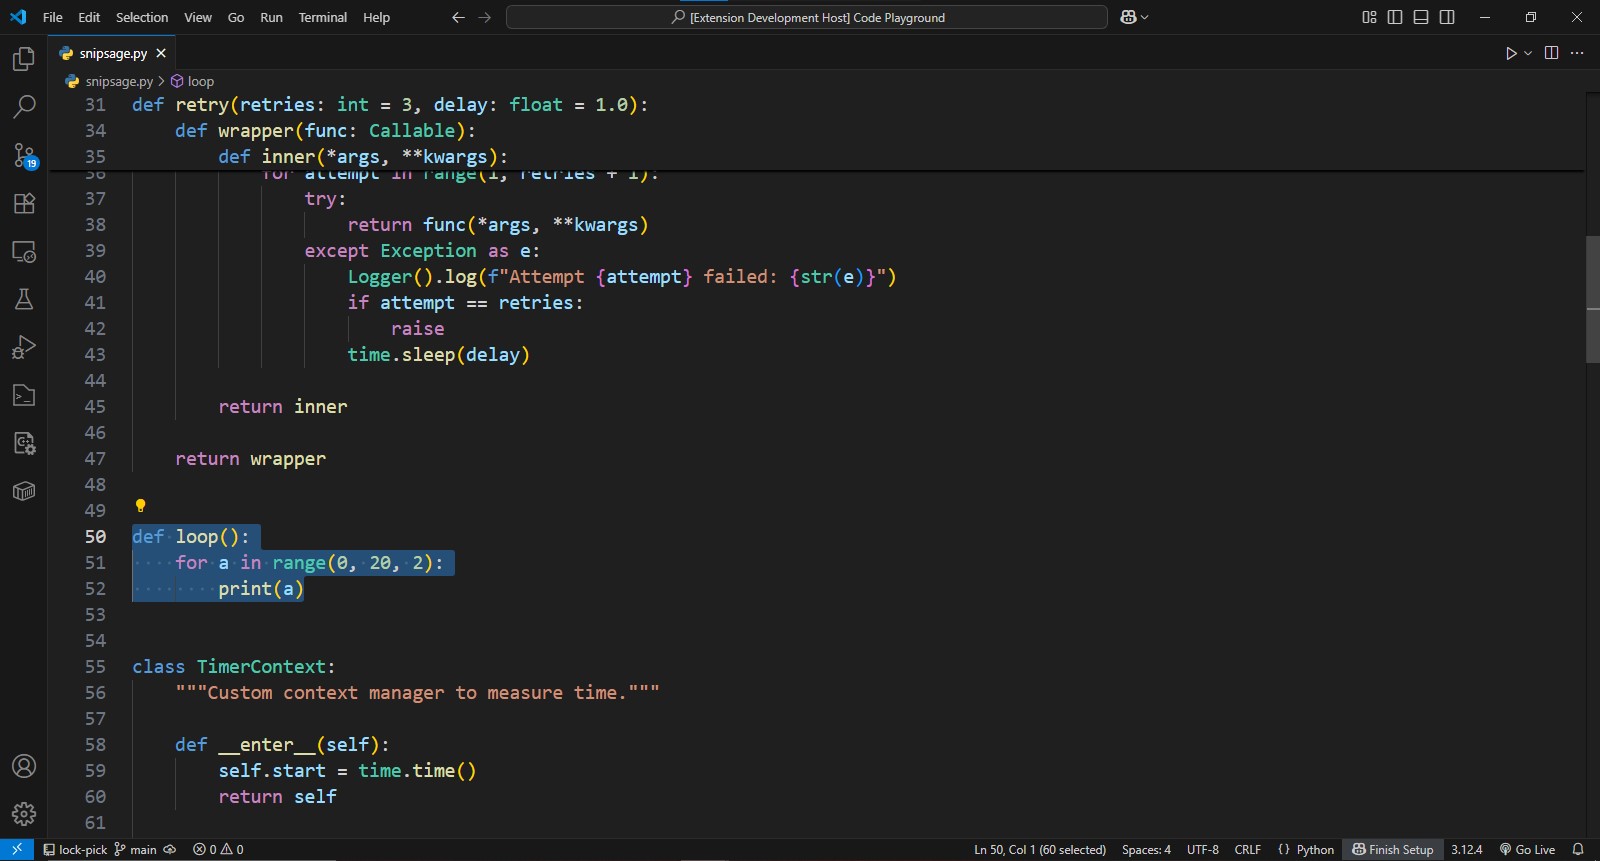 File Edit Selection View Go Run Terminal Help [Extension Development Host] Code Playground
snipsage.py
snipsage.py > loop
31 def retry(retries: int = 3, delay: float = 1.0):
34 def wrapper(func: Callable):
35 def inner(*args, **kwargs):
36 for attempt in range(1, retries + 1):
37 try:
38 return func(*args, **kwargs)
39 except Exception as e:
40 Logger().log(f"Attempt {attempt} failed: {str(e)}")
41 if attempt == retries:
42 raise
43 time.sleep(delay)
44
45 return inner
46
47 return wrapper
48
49
50 def loop():
51 for a in range(0, 20, 2):
52 print(a)
53
54
55 class TimerContext:
56 """Custom context manager to measure time."""
57
58 def __enter__(self):
59 self.start = time.time()
60 return self
61
19
lock-pick main 0 0 Ln 50, Col 1 (60 selected) Spaces: 4 UTF-8 CRLF {} Python Finish Setup 3.12.4 Go Live